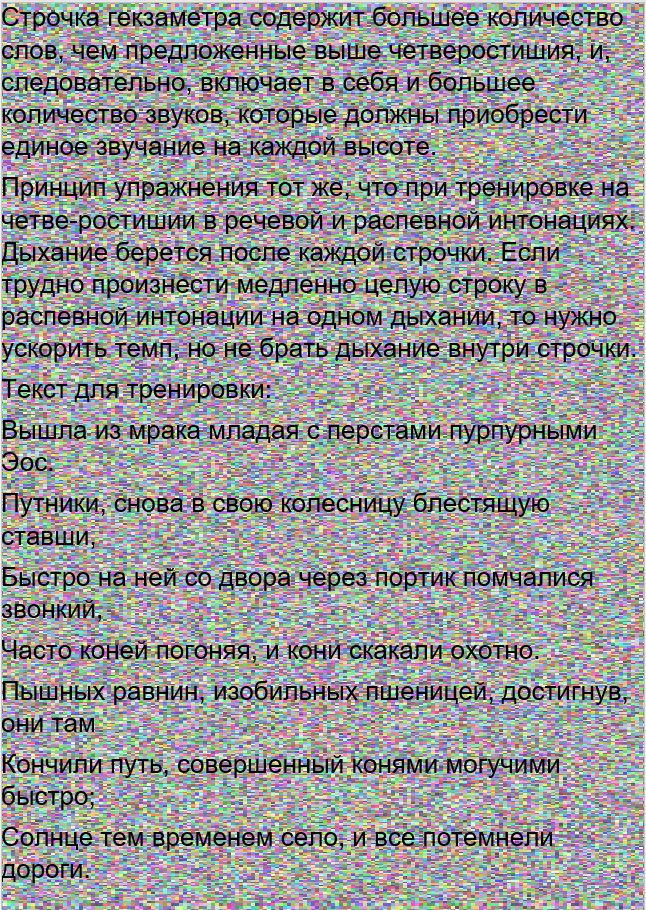 Строчка гекзаметра содержит большее количество
слов, чем предложенные выше четверостишия, и,
следовательно, включает в себя и большее
количество звуков, которые должны приобрести
единое звучание на каждой высоте.
Принцип упражнения тот же, что при тренировке на
четве-ростишии в речевой и распевной интонациях.
Дыхание берется после каждой строчки. Если
трудно произнести медленно целую строку в
распевной интонации на одном дыхании, то нужно
ускорить темп, но не брать дыхание внутри строчки.
Текст для тренировки:
Вышла из мрака младая с перстами пурпурными
Эос.
Путники, снова в свою колесницу блестящую
ставши,
Быстро на ней со двора через портик помчалися
звонкий,
Часто коней погоняя, и кони скакали охотно.
Пышных равнин, изобильных пшеницей, достигнув,
они там
Кончили путь, совершенный конями могучими
быстро;
Солнце тем временем село, и все потемнели
дороги.